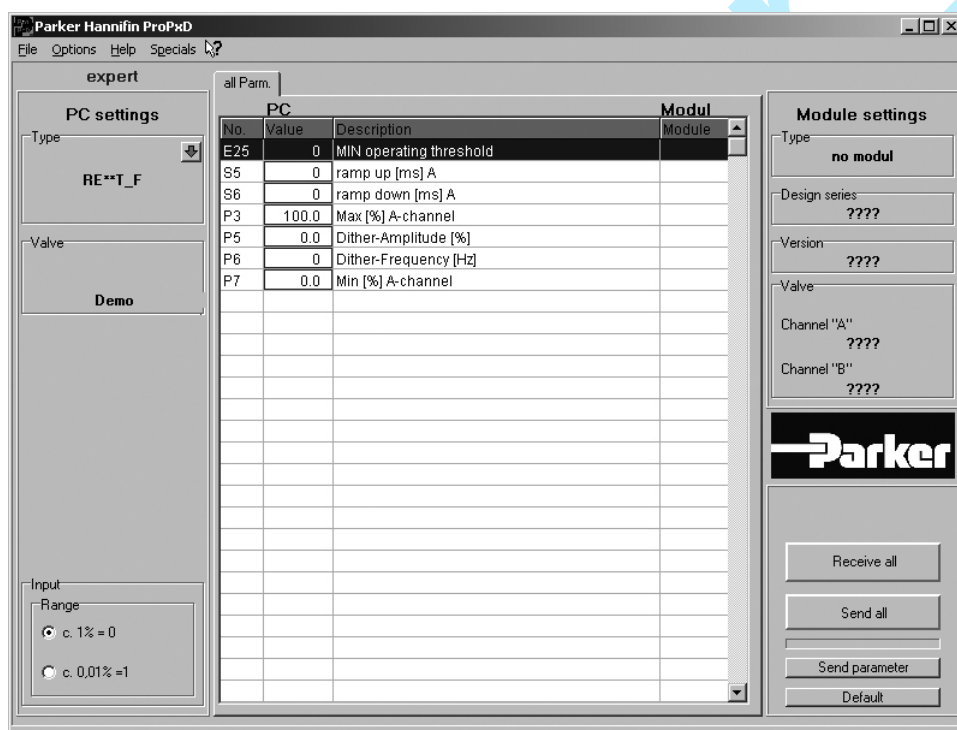 Parker Hannifin ProPxD
File Options Help Specials ?
expert
PC settings
Type
RE**T_F
Valve
Demo
Input
Range
c. 1% = 0
c. 0,01% =1
all Parm.
PC Modul
No. Value Description Module
E25 0 MIN operating threshold
S5 0 ramp up [ms] A
S6 0 ramp down [ms] A
P3 100.0 Max [%] A-channel
P5 0.0 Dither-Amplitude [%]
P6 0 Dither-Frequency [Hz]
P7 0.0 Min [%] A-channel
Module settings
Type
no modul
Design series
????
Version
????
Valve
Channel "A"
????
Channel "B"
????
Parker
Receive all
Send all
Send parameter
Default